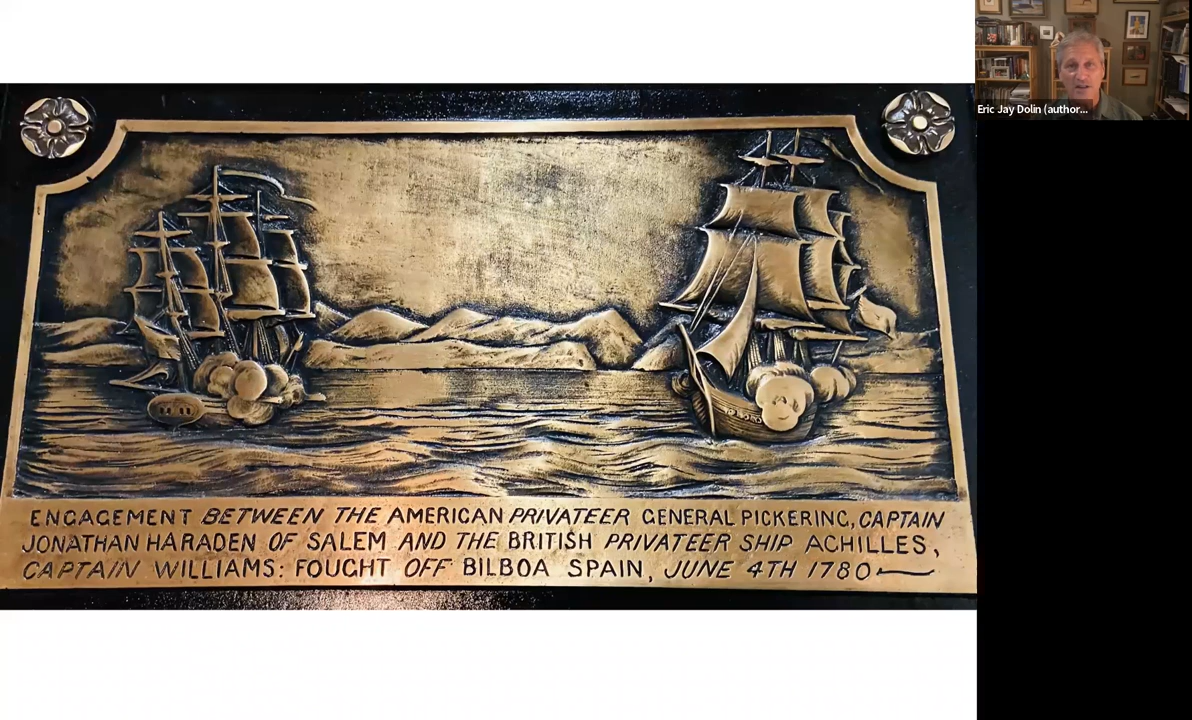 Eric Jay Dolin (author...
ENGAGEMENT BETWEEN THE AMERICAN PRIVATEER GENERAL PICKERING, CAPTAIN
JONATHAN HARADEN OF SALEM AND THE BRITISH PRIVATEER SHIP ACHILLES,
CAPTAIN WILLIAMS: FOUGHT OFF BILBOA SPAIN, JUNE 4TH 1780